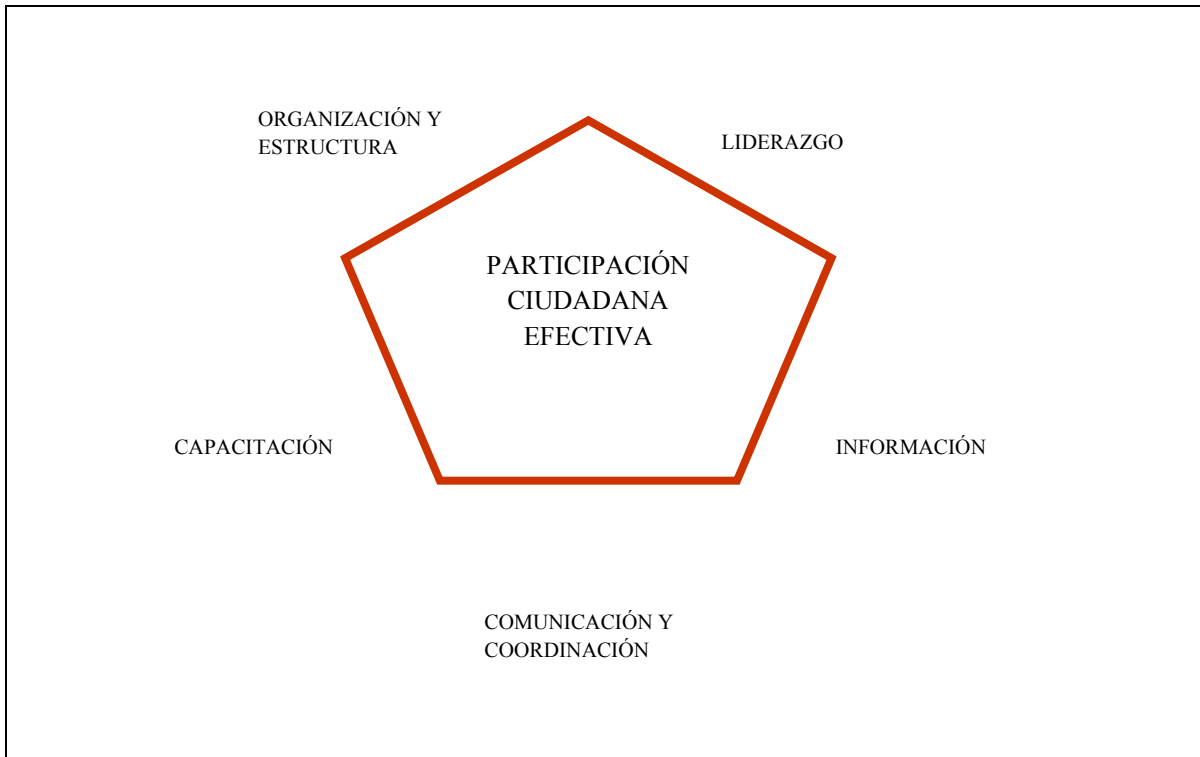 ORGANIZACIÓN Y
ESTRUCTURA
LIDERAZGO
PARTICIPACIÓN
CIUDADANA
EFECTIVA
CAPACITACIÓN
INFORMACIÓN
COMUNICACIÓN Y
COORDINACIÓN